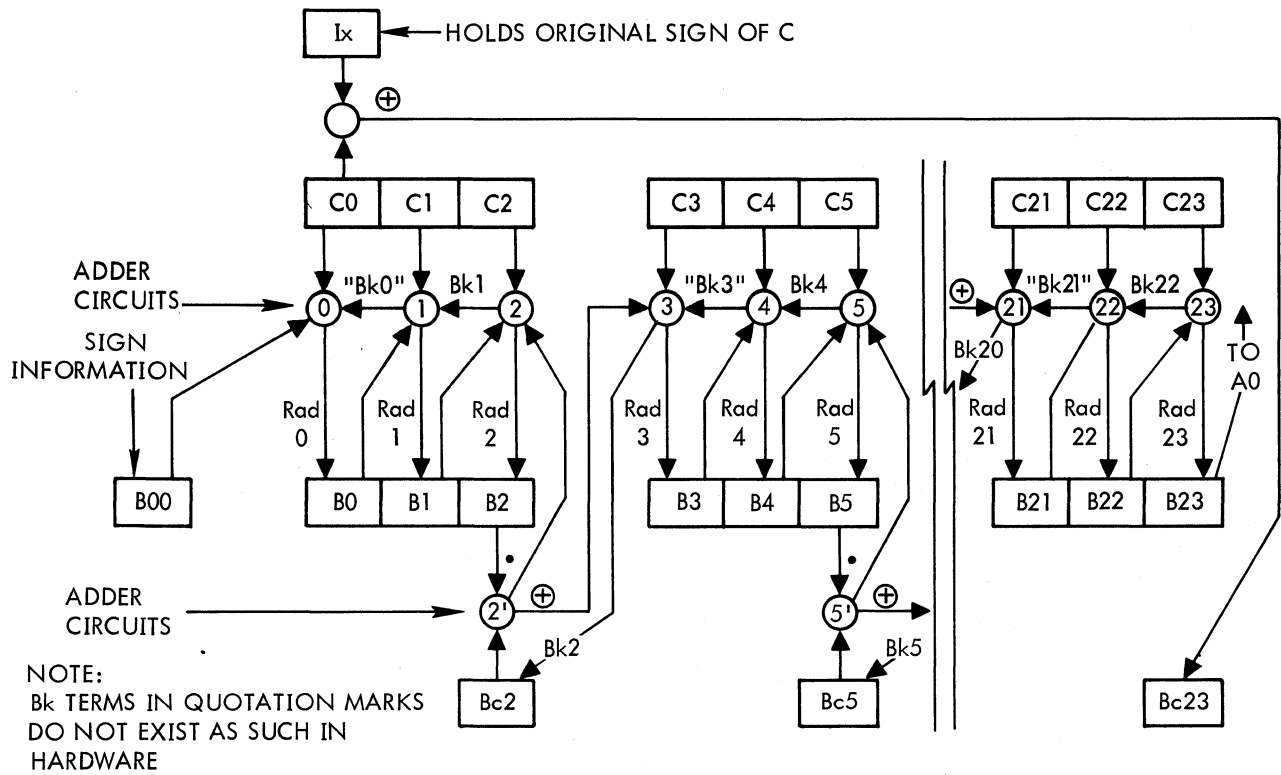 Ix
HOLDS ORIGINAL SIGN OF C
⊕
C0 C1 C2 C3 C4 C5 C21 C22 C23
ADDER
CIRCUITS
"Bk0" Bk1 "Bk3" Bk4 ⊕ "Bk21" Bk22
0 1 2 3 4 5 21 22 23
SIGN
INFORMATION
Bk20
TO
A0
Rad
0
Rad
1
Rad
2
Rad
3
Rad
4
Rad
5
Rad
21
Rad
22
Rad
23
B00 B0 B1 B2 B3 B4 B5 B21 B22 B23
•
•
ADDER
CIRCUITS
2' ⊕ 5' ⊕
Bk2 Bk5
Bc2 Bc5 Bc23
NOTE:
Bk TERMS IN QUOTATION MARKS
DO NOT EXIST AS SUCH IN
HARDWARE